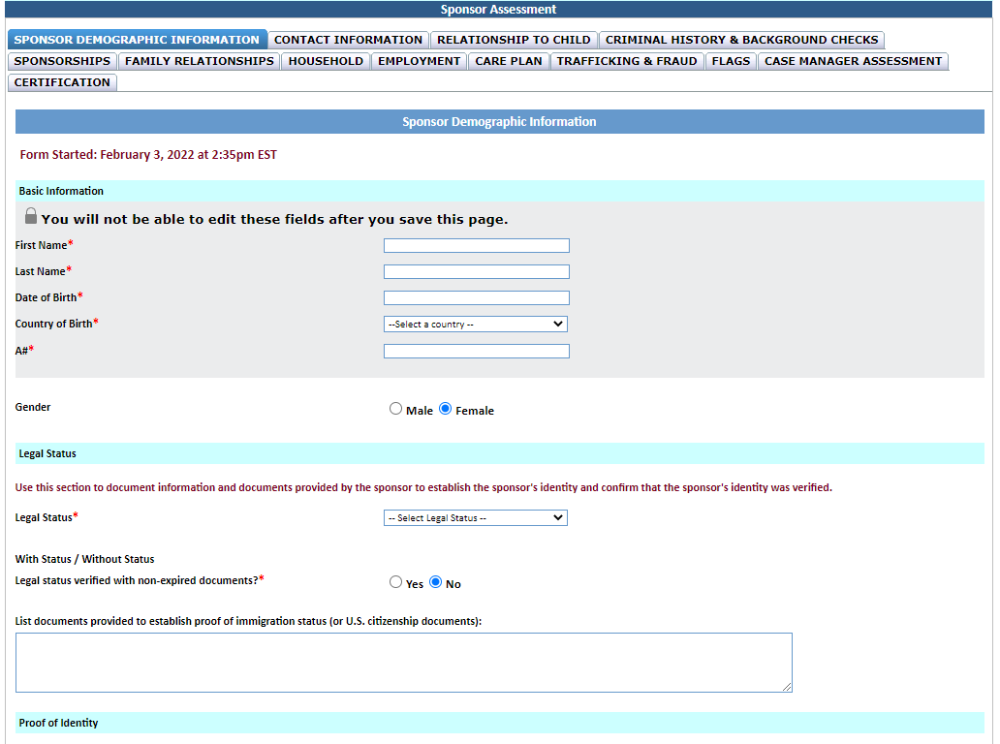 Sponsor Assessment
SPONSOR DEMOGRAPHIC INFORMATION CONTACT INFORMATION RELATIONSHIP TO CHILD CRIMINAL HISTORY & BACKGROUND CHECKS
SPONSORSHIPS FAMILY RELATIONSHIPS HOUSEHOLD EMPLOYMENT CARE PLAN TRAFFICKING & FRAUD FLAGS CASE MANAGER ASSESSMENT
CERTIFICATION
Sponsor Demographic Information
Form Started: February 3, 2022 at 2:35pm EST
Basic Information
You will not be able to edit these fields after you save this page.
First Name*
Last Name*
Date of Birth*
Country of Birth* --Select a country --
A#*
Gender Male Female
Legal Status
Use this section to document information and documents provided by the sponsor to establish the sponsor's identity and confirm that the sponsor's identity was verified.
Legal Status* -- Select Legal Status --
With Status / Without Status
Legal status verified with non-expired documents?* Yes No
List documents provided to establish proof of immigration status (or U.S. citizenship documents):
Proof of Identity